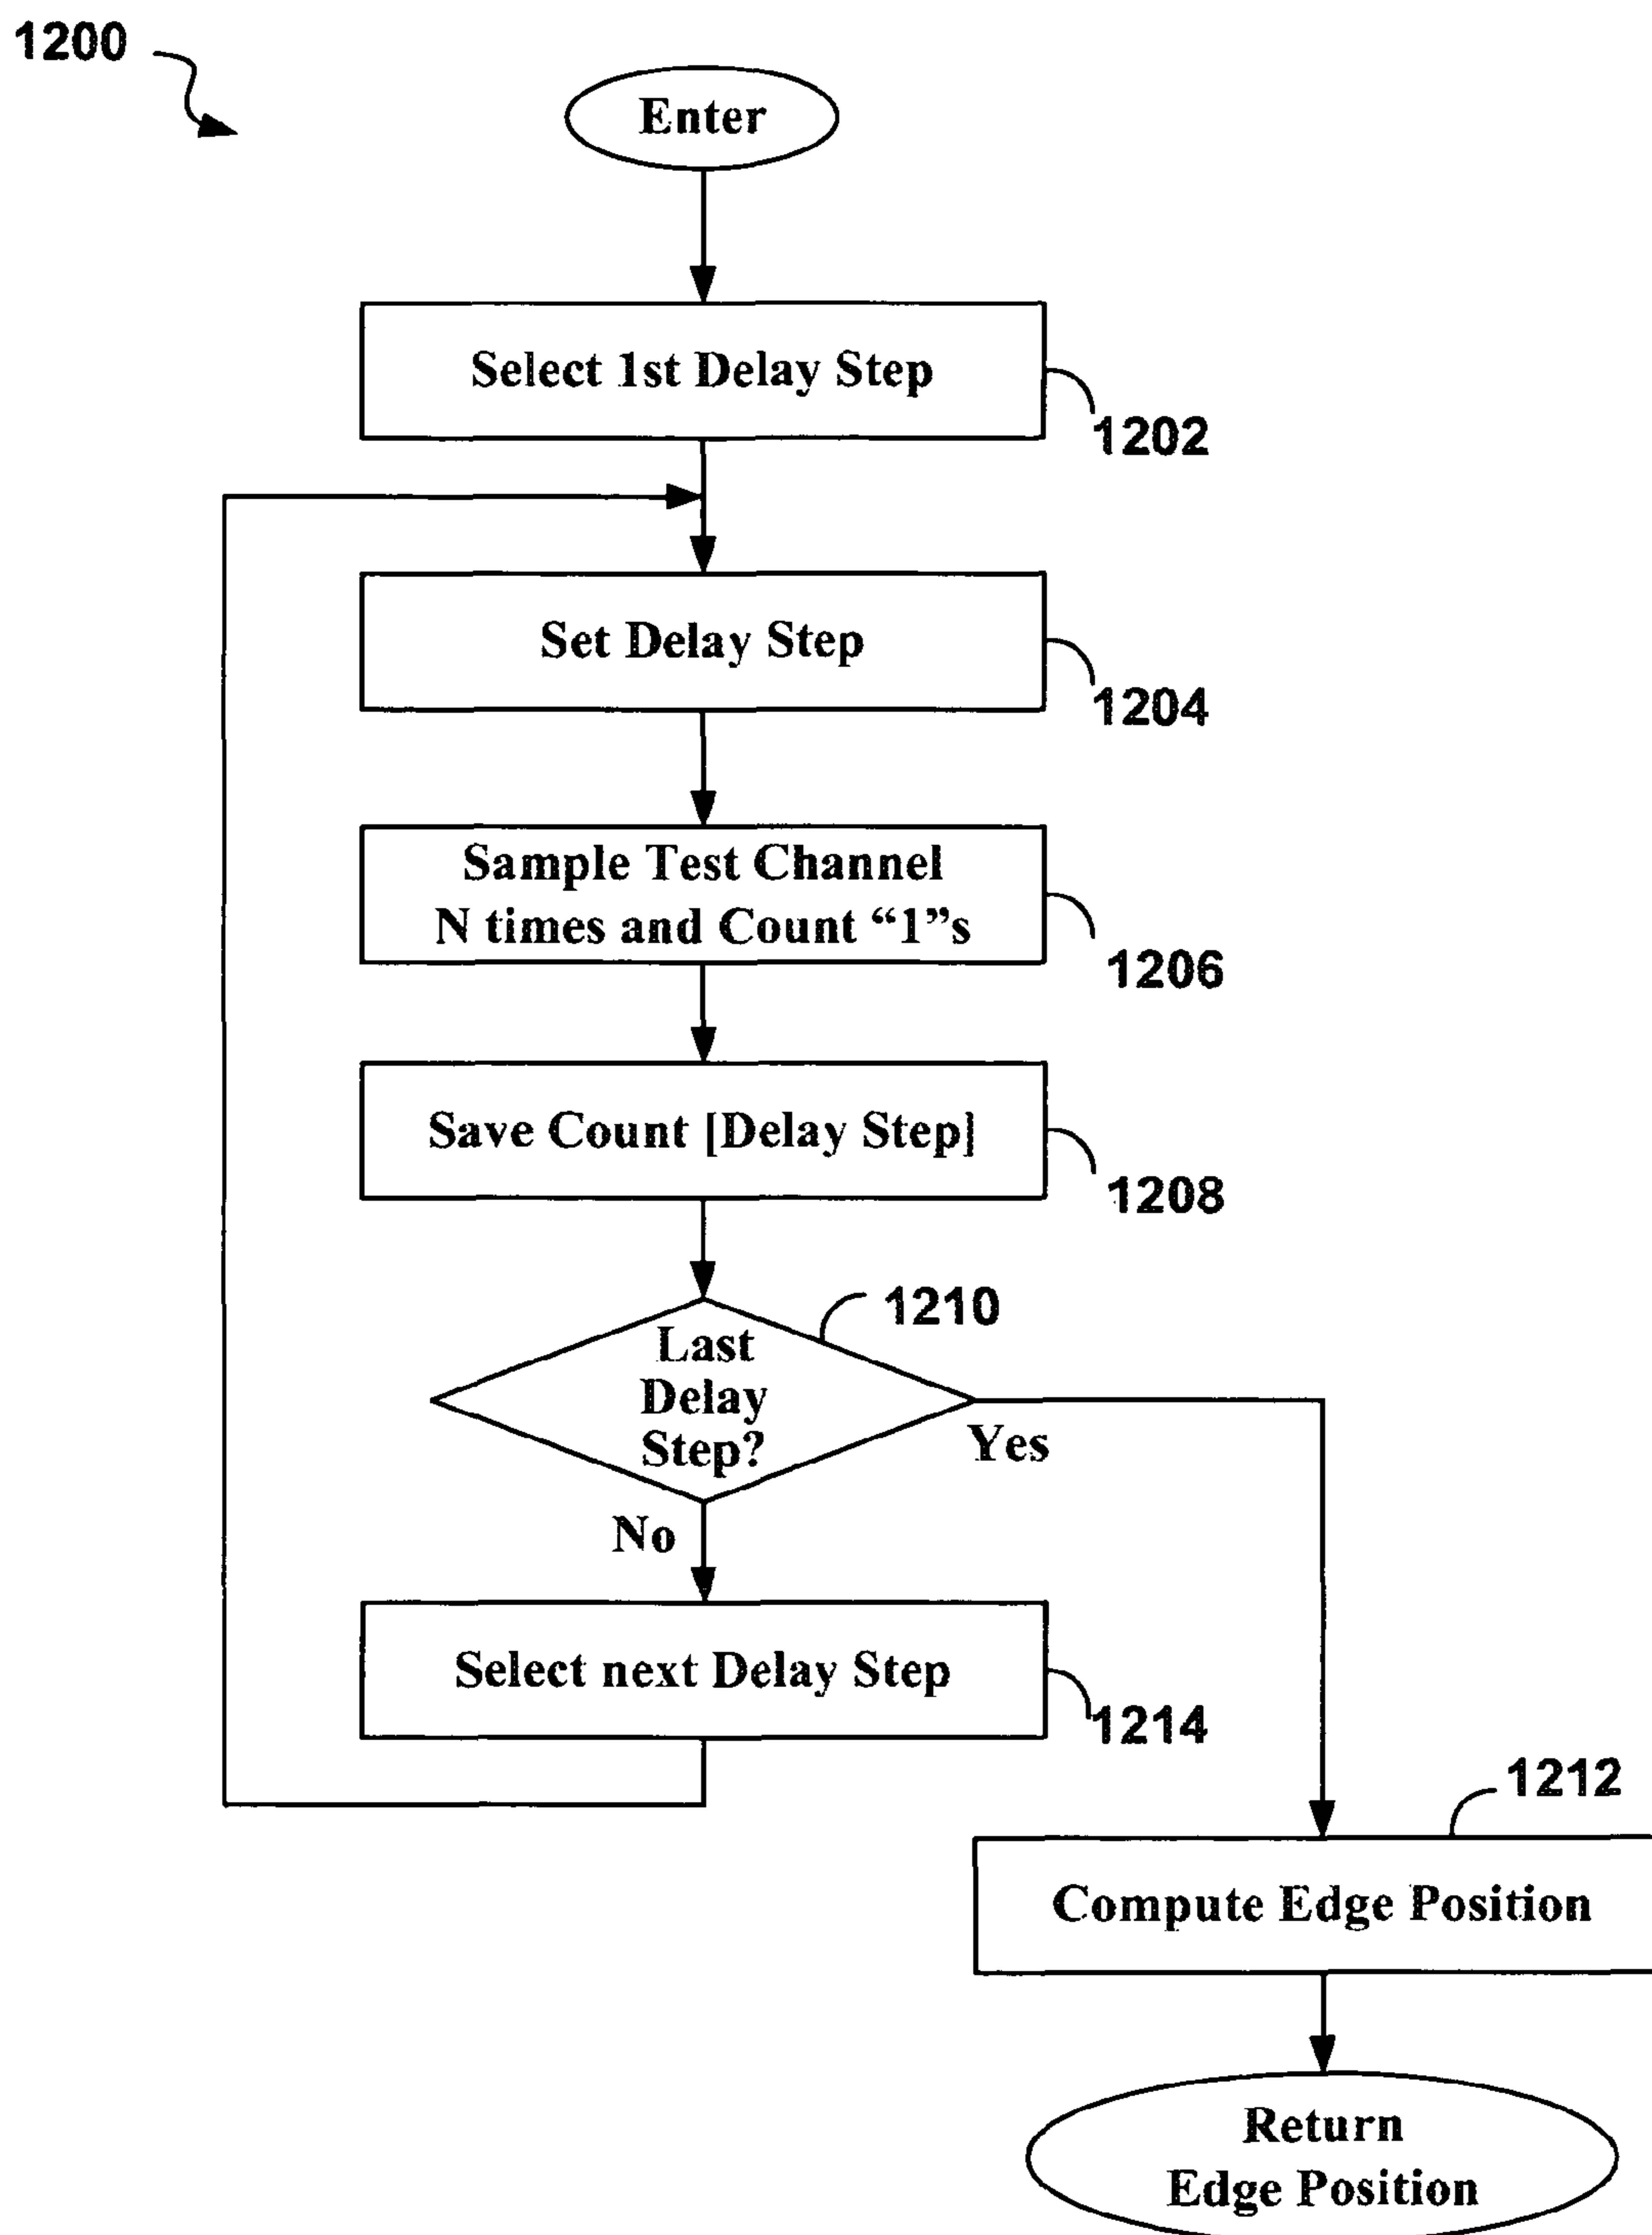 1200
Enter
Select 1st Delay Step
1202
Set Delay Step
1204
Sample Test Channel
N times and Count “1”s
1206
Save Count [Delay Step]
1208
1210
Last
Delay
Step?
Yes
No
Select next Delay Step
1214
1212
Compute Edge Position
Return
Edge Position